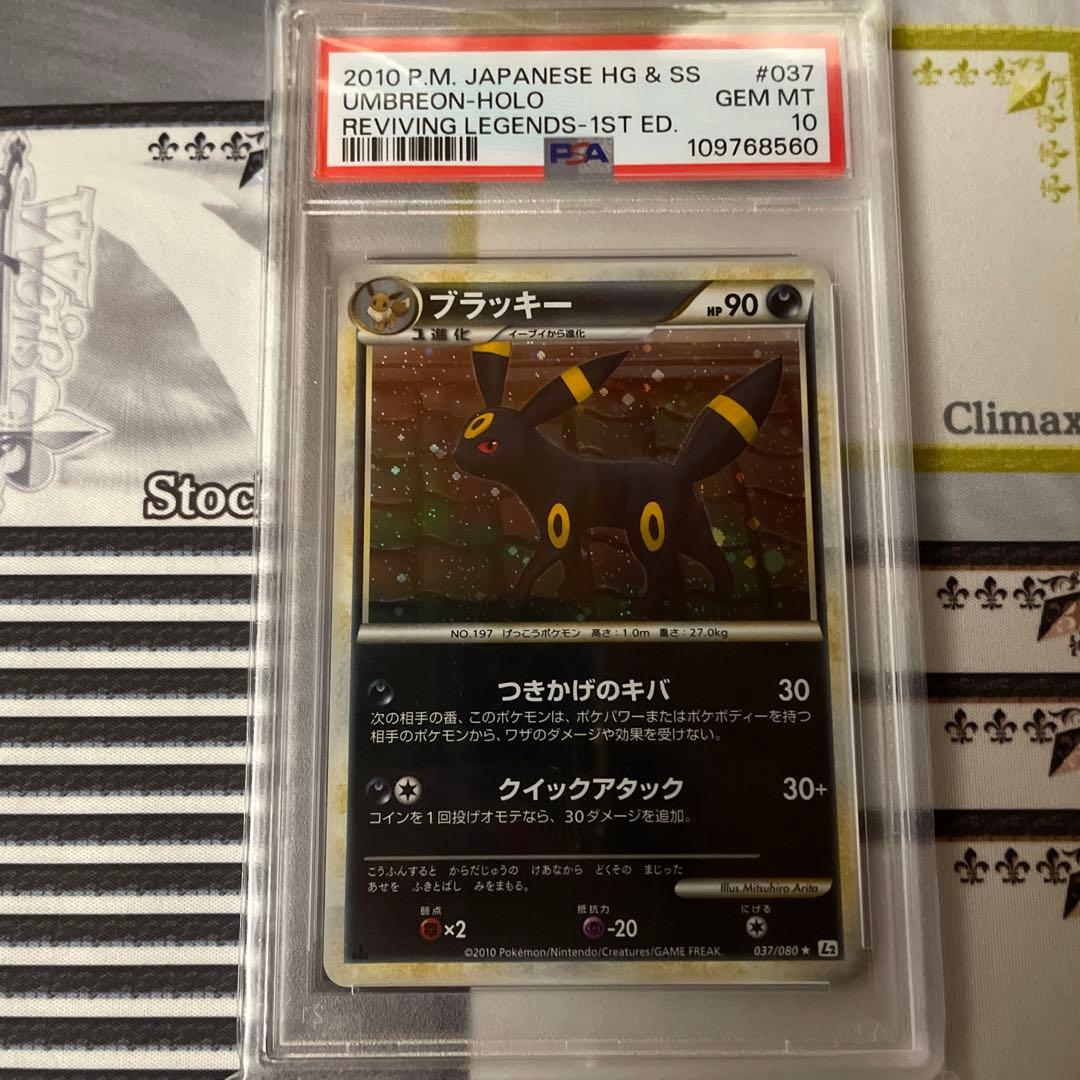 2010 P.M. JAPANESE HG & SS #037
UMBREON-HOLO GEM MT
REVIVING LEGENDS-1ST ED. 10
PSA 109768560
ブラッキー HP90
1進化 イーブイから進化
NO.197 げっこうポケモン 高さ:1.0m 重さ:27.0kg
つきかげのキバ 30
次の相手の番、このポケモンは、ポケパワーまたはポケボディーを持つ
相手のポケモンから、ワザのダメージや効果を受けない。
クイックアタック 30+
コインを1回投げオモテなら、30ダメージを追加。
こうふんすると からだじゅうの けあなから どくその まじった
あせを ふきとばし みをまもる。
Illus. Mitsuhiro Arita
弱点 抵抗力 にげる
×2 -20
©2010 Pokémon/Nintendo/Creatures/GAME FREAK. 037/080 ★ L2
Stoc
Climax